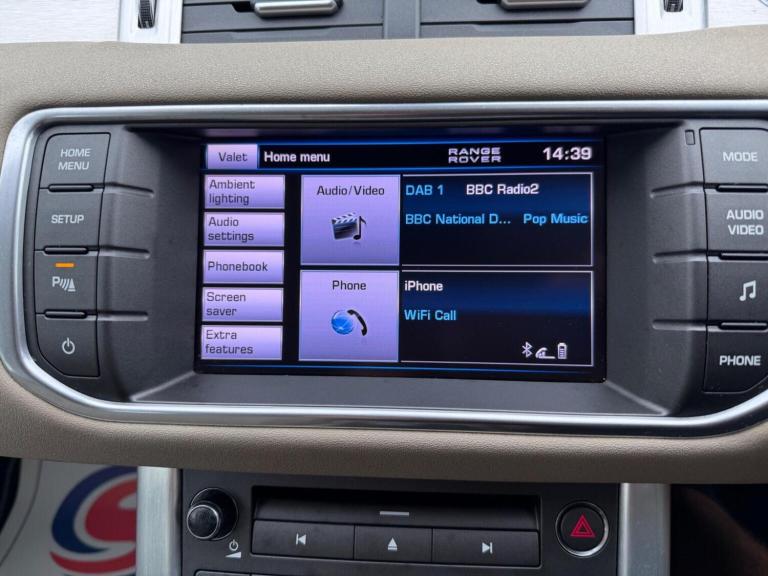 HOME
MENU
SETUP
P
Valet
Home menu
RANGE
ROVER
14:39
Ambient
lighting
Audio
settings
Phonebook
Screen
saver
Extra
features
Audio/Video
DAB 1 BBC Radio2
BBC National D... Pop Music
Phone
iPhone
WiFi Call
MODE
AUDIO
VIDEO
PHONE